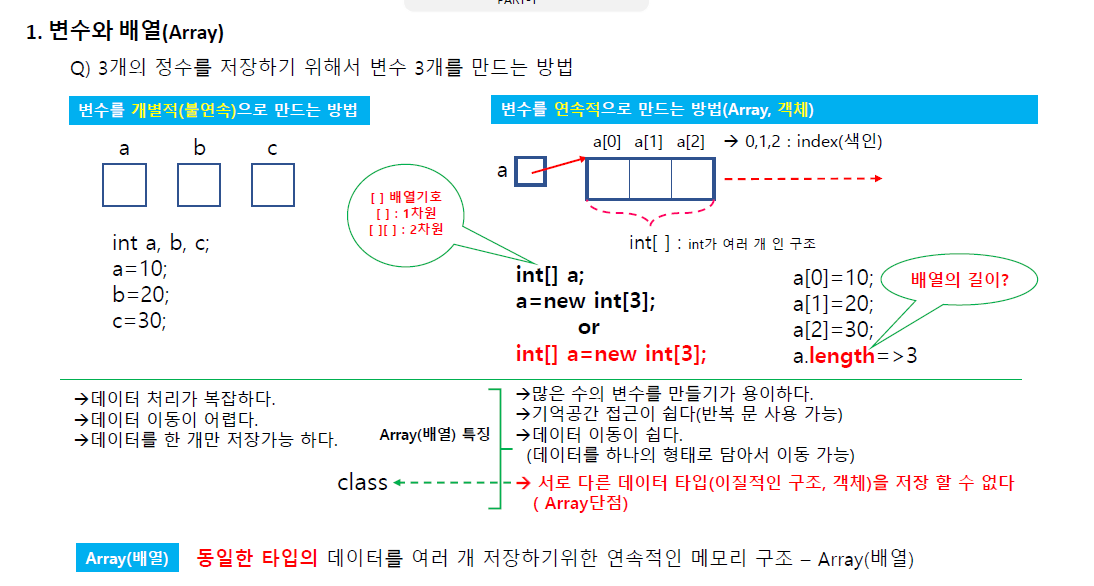 PART-1
1. 변수와 배열(Array)
Q) 3개의 정수를 저장하기 위해서 변수 3개를 만드는 방법
변수를 개별적(불연속)으로 만드는 방법
a b c
int a, b, c;
a=10;
b=20;
c=30;
변수를 연속적으로 만드는 방법(Array, 객체)
a[0] a[1] a[2] → 0,1,2 : index(색인)
a
[ ] 배열기호
[ ] : 1차원
[ ][ ] : 2차원
int[ ] : int가 여러 개 인 구조
int[] a;
a=new int[3];
or
int[] a=new int[3];
a[0]=10;
a[1]=20;
a[2]=30;
a.length=>3
배열의 길이?
→데이터 처리가 복잡하다.
→데이터 이동이 어렵다.
→데이터를 한 개만 저장가능 하다.
Array(배열) 특징
→많은 수의 변수를 만들기가 용이하다.
→기억공간 접근이 쉽다(반복 문 사용 가능)
→데이터 이동이 쉽다.
(데이터를 하나의 형태로 담아서 이동 가능)
class
→ 서로 다른 데이터 타입(이질적인 구조, 객체)을 저장 할 수 없다
( Array단점)
Array(배열) 동일한 타입의 데이터를 여러 개 저장하기위한 연속적인 메모리 구조 – Array(배열)